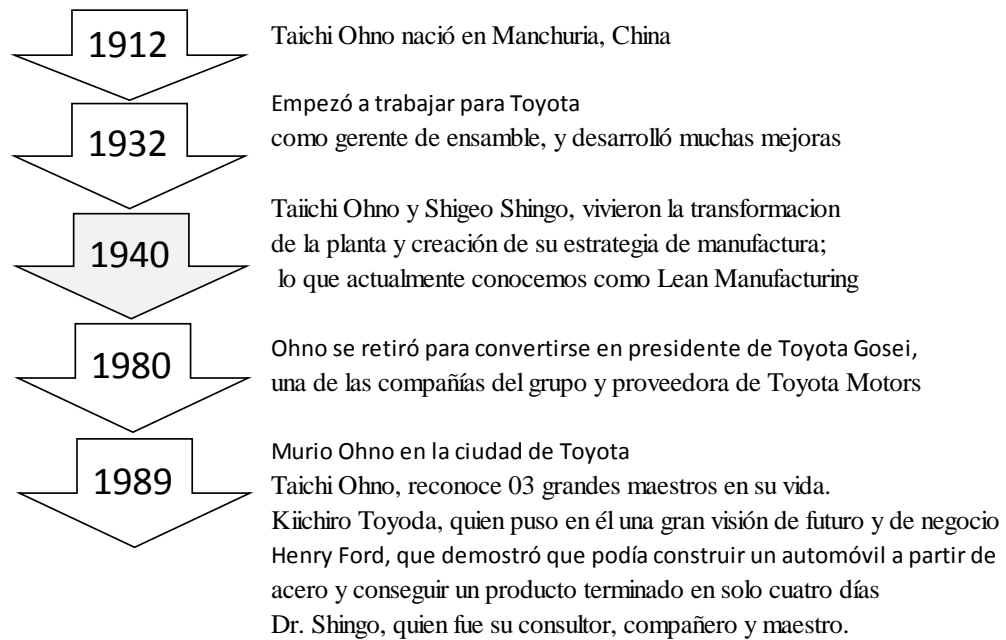 1912
Taichi Ohno nació en Manchuria, China
1932
Empezó a trabajar para Toyota
como gerente de ensamble, y desarrolló muchas mejoras
1940
Taiichi Ohno y Shigeo Shingo, vivieron la transformacion
de la planta y creación de su estrategia de manufactura;
lo que actualmente conocemos como Lean Manufacturing
1980
Ohno se retiró para convertirse en presidente de Toyota Gosei,
una de las compañías del grupo y proveedora de Toyota Motors
1989
Murio Ohno en la ciudad de Toyota
Taichi Ohno, reconoce 03 grandes maestros en su vida.
Kiichiro Toyoda, quien puso en él una gran visión de futuro y de negocio
Henry Ford, que demostró que podía construir un automóvil a partir de
acero y conseguir un producto terminado en solo cuatro días
Dr. Shingo, quien fue su consultor, compañero y maestro.